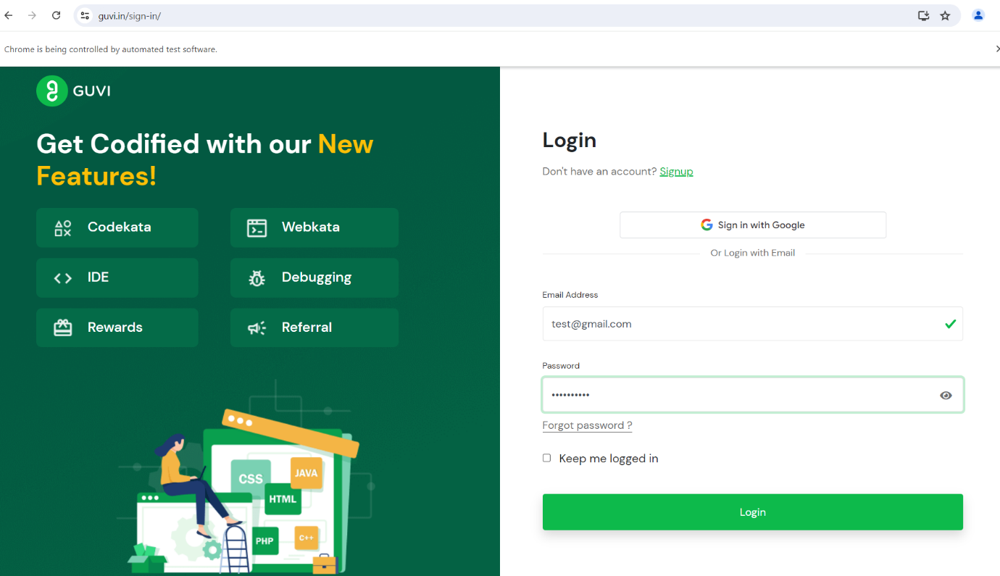 guvi.in/sign-in/
Chrome is being controlled by automated test software.
GUVI
Get Codified with our New
Features!
Codekata
Webkata
IDE
Debugging
Rewards
Referral
CSS
JAVA
HTML
PHP
C++
Login
Don't have an account? Signup
Sign in with Google
Or Login with Email
Email Address
test@gmail.com
Password
••••••••••
Forgot password ?
Keep me logged in
Login